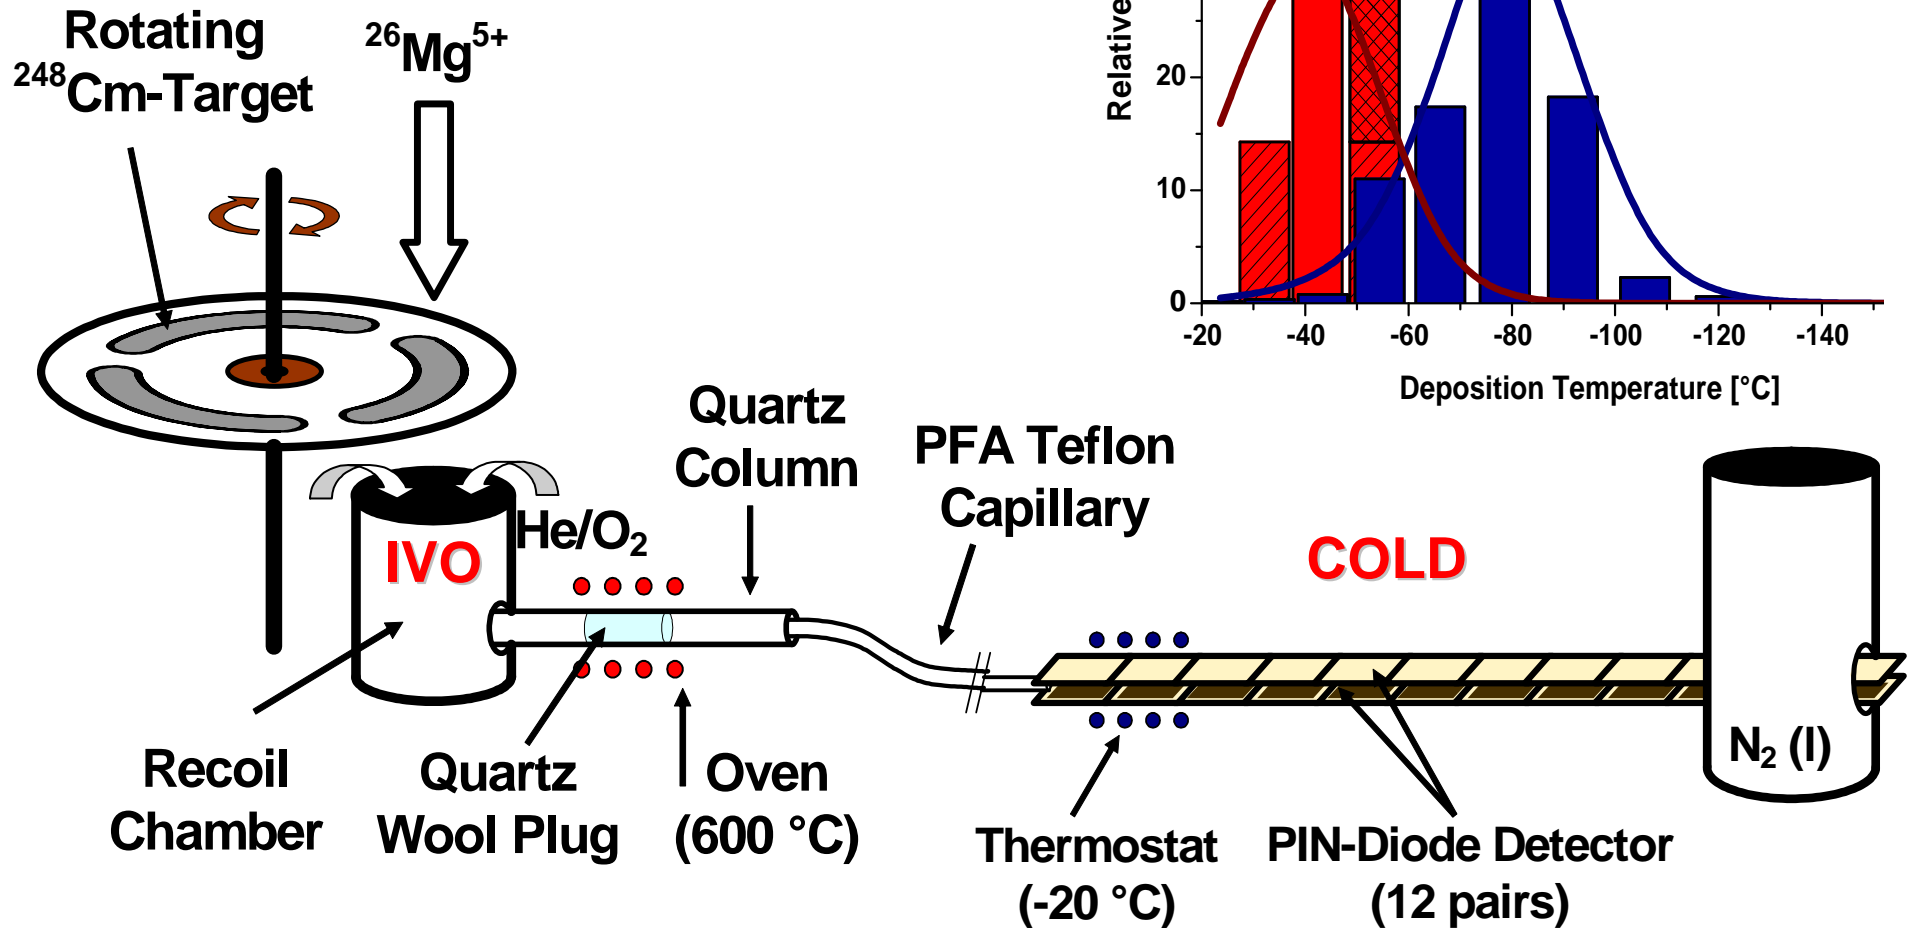 Rotating
²⁴⁸Cm-Target
²⁶Mg⁵⁺
Relative
20
10
0
-20 -40 -60 -80 -100 -120 -140
Deposition Temperature [°C]
Quartz
Column
PFA Teflon
Capillary
He/O₂
IVO
COLD
N₂ (l)
Recoil
Chamber
Quartz
Wool Plug
Oven
(600 °C)
Thermostat
(-20 °C)
PIN-Diode Detector
(12 pairs)